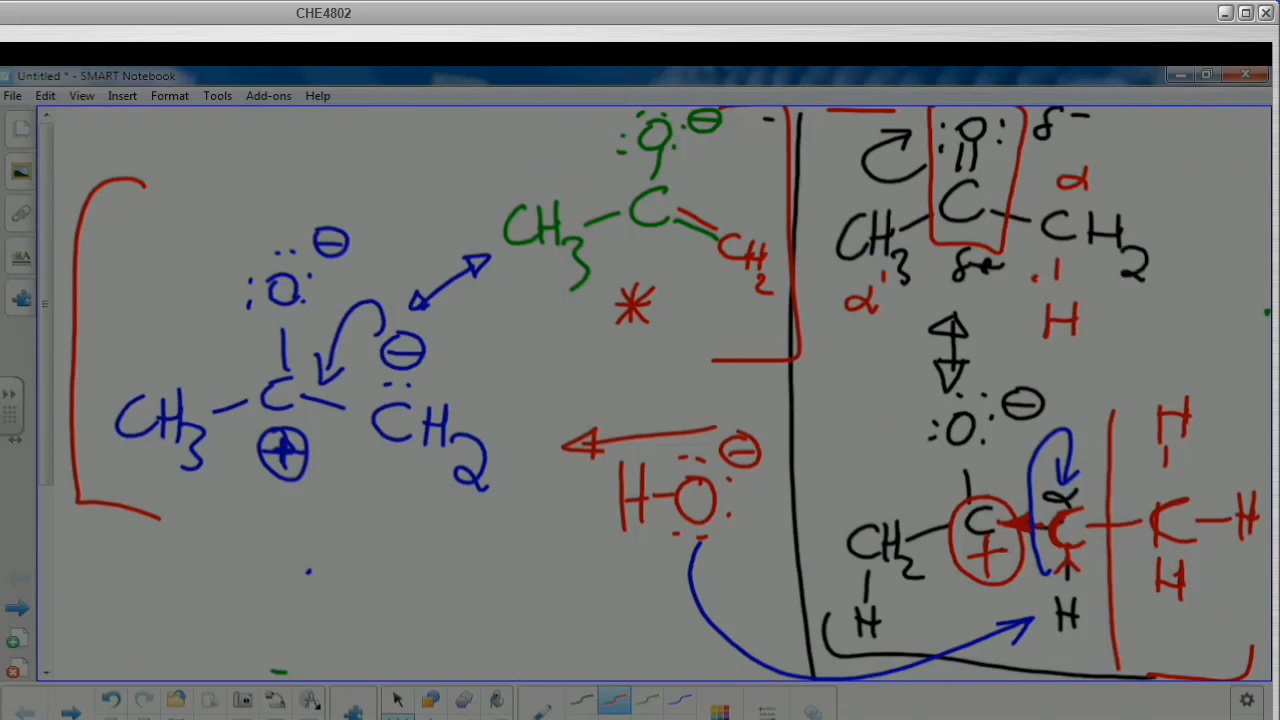 CHE4802
Untitled * - SMART Notebook
File Edit View Insert Format Tools Add-ons Help
:O: ⊖
CH3 - C = CH2
*
:O: δ-
CH3 - C - CH2
α
α'
δ+
H
:O: ⊖
⊖
CH3 - C - CH2
+
H-O: ⊖
:O: ⊖
CH2 - C - C - C - H
α
+
H
H
H
H